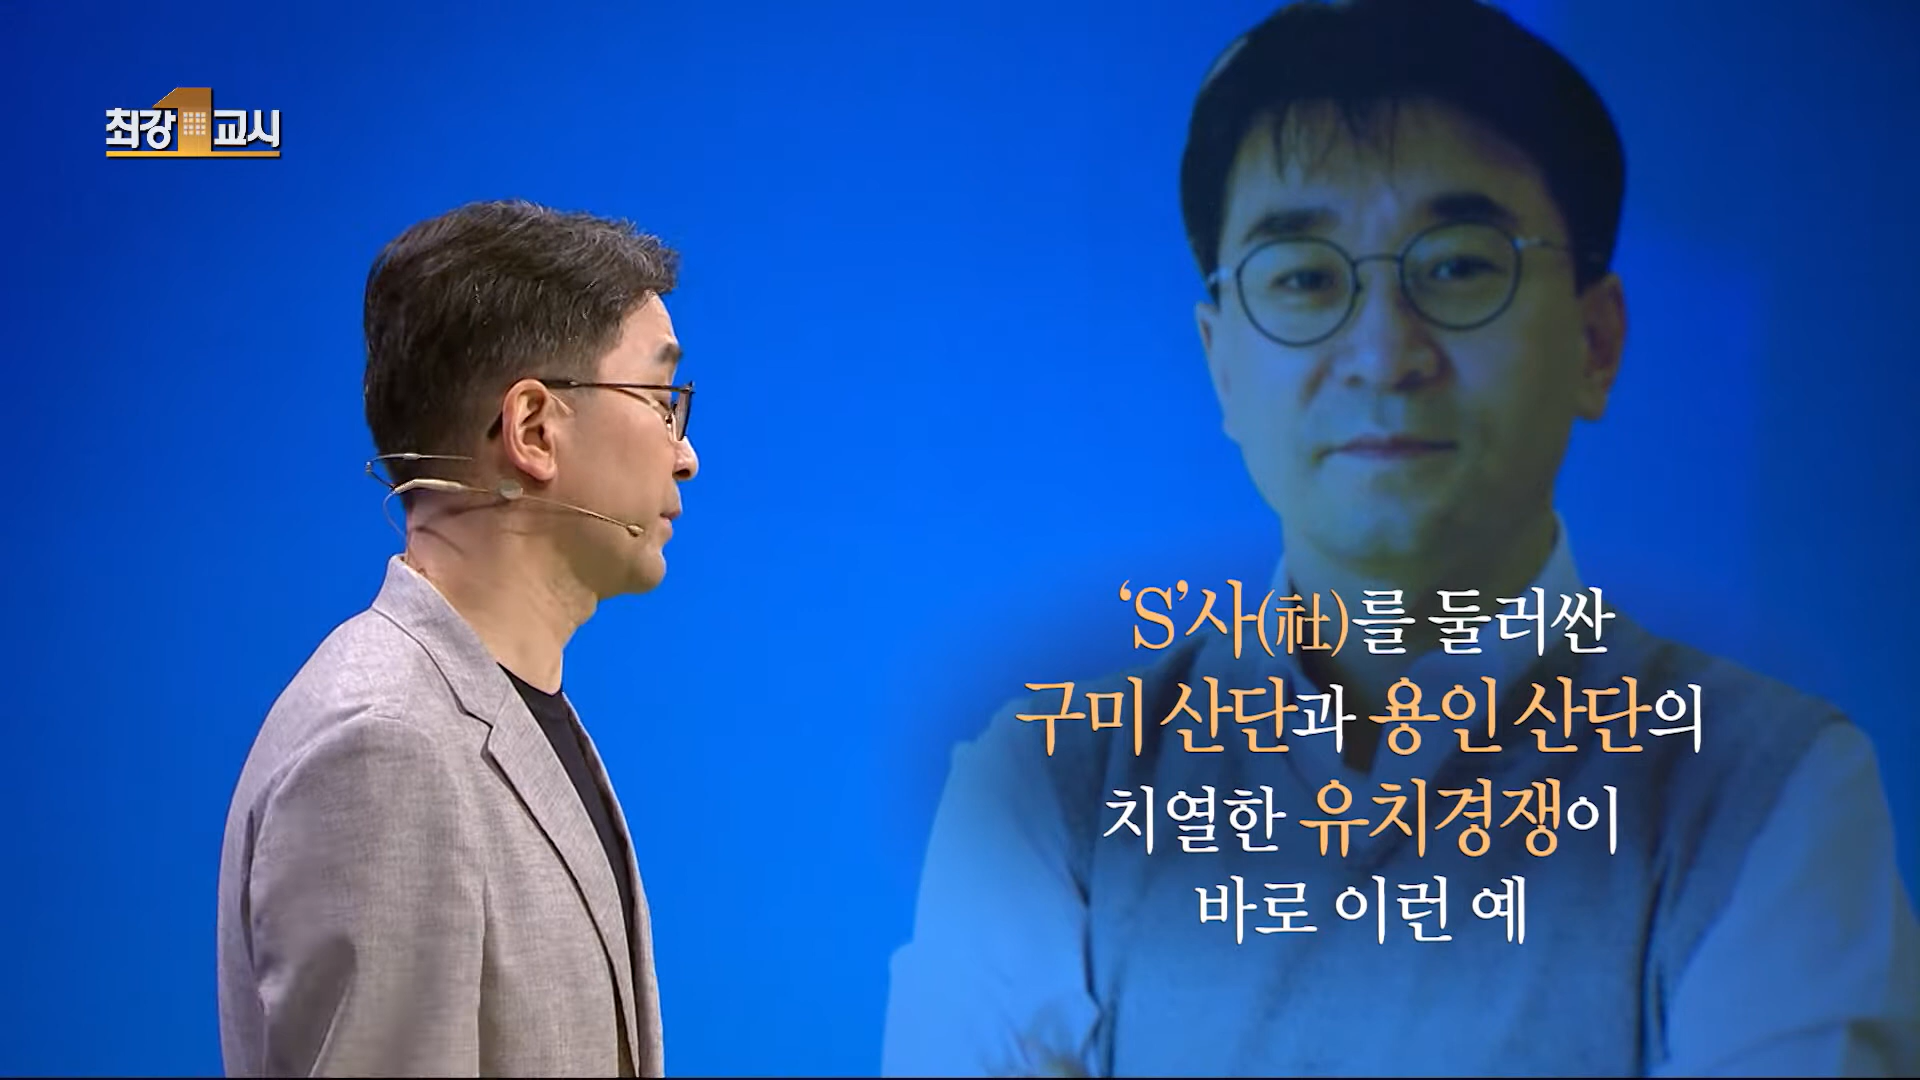 최강1교시
‘S’사(社)를 둘러싼
구미 산단과 용인 산단의
치열한 유치경쟁이
바로 이런 예